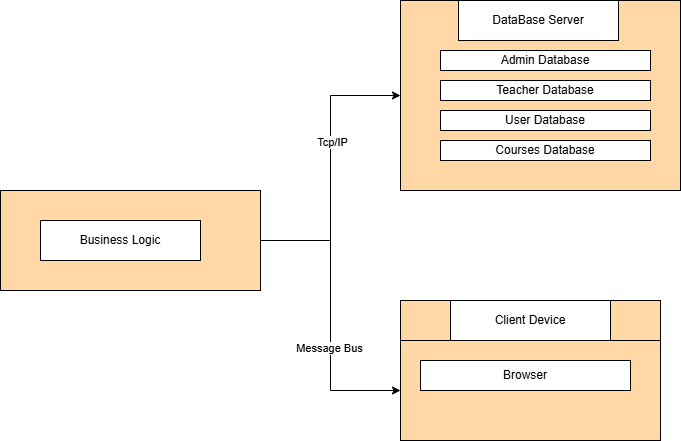 DataBase Server
Admin Database
Teacher Database
User Database
Courses Database
Tcp/IP
Business Logic
Message Bus
Client Device
Browser